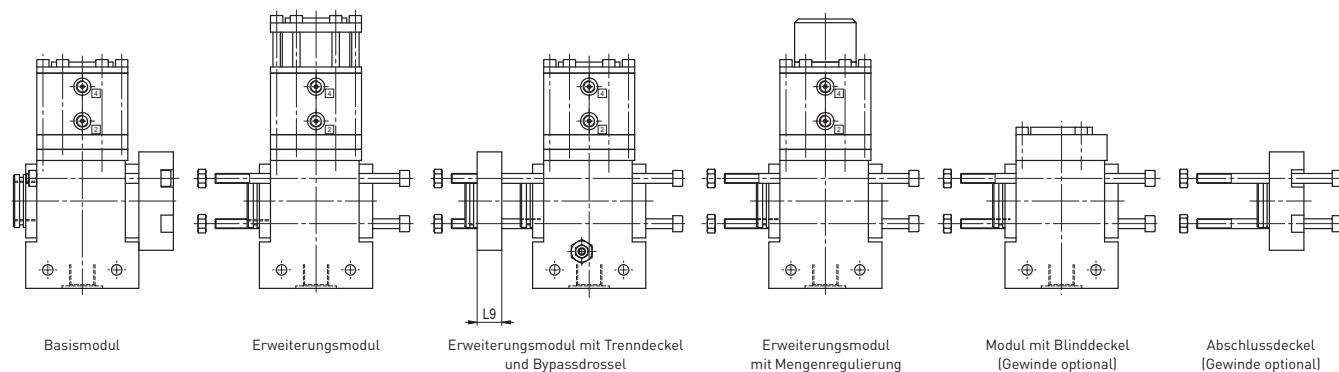 4
2
4
2
4
2
4
2
L9
Basismodul
Erweiterungsmodul
Erweiterungsmodul mit Trenndeckel
und Bypassdrossel
Erweiterungsmodul
mit Mengenregulierung
Modul mit Blinddeckel
(Gewinde optional)
Abschlussdeckel
(Gewinde optional)